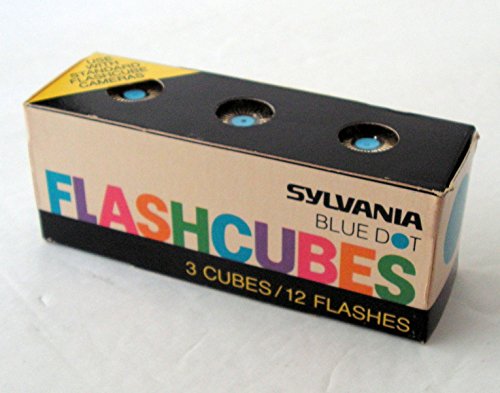 USE
WITH
STANDARD
FLASHCUBE
CAMERAS
SYLVANIA
BLUE DOT
FLASHCUBES
3 CUBES/12 FLASHES